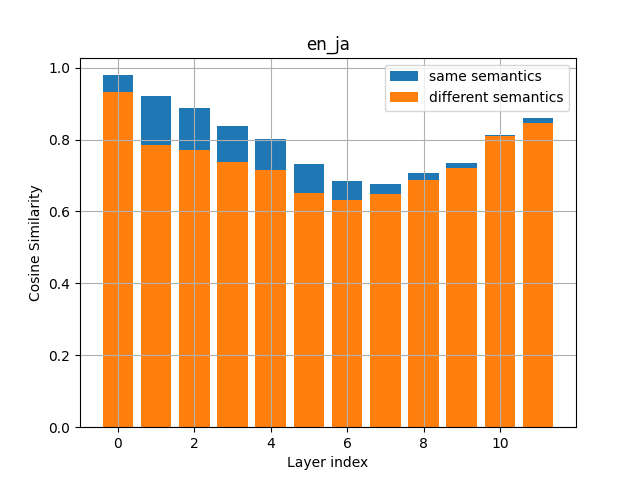 en_ja
same semantics
different semantics
1.0
0.8
0.6
0.4
0.2
0.0
Cosine Similarity
0 2 4 6 8 10
Layer index